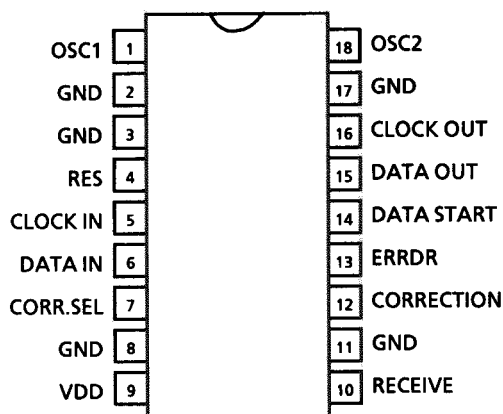 OSC1 1 18 OSC2
GND 2 17 GND
GND 3 16 CLOCK OUT
RES 4 15 DATA OUT
CLOCK IN 5 14 DATA START
DATA IN 6 13 ERRDR
CORR.SEL 7 12 CORRECTION
GND 8 11 GND
VDD 9 10 RECEIVE